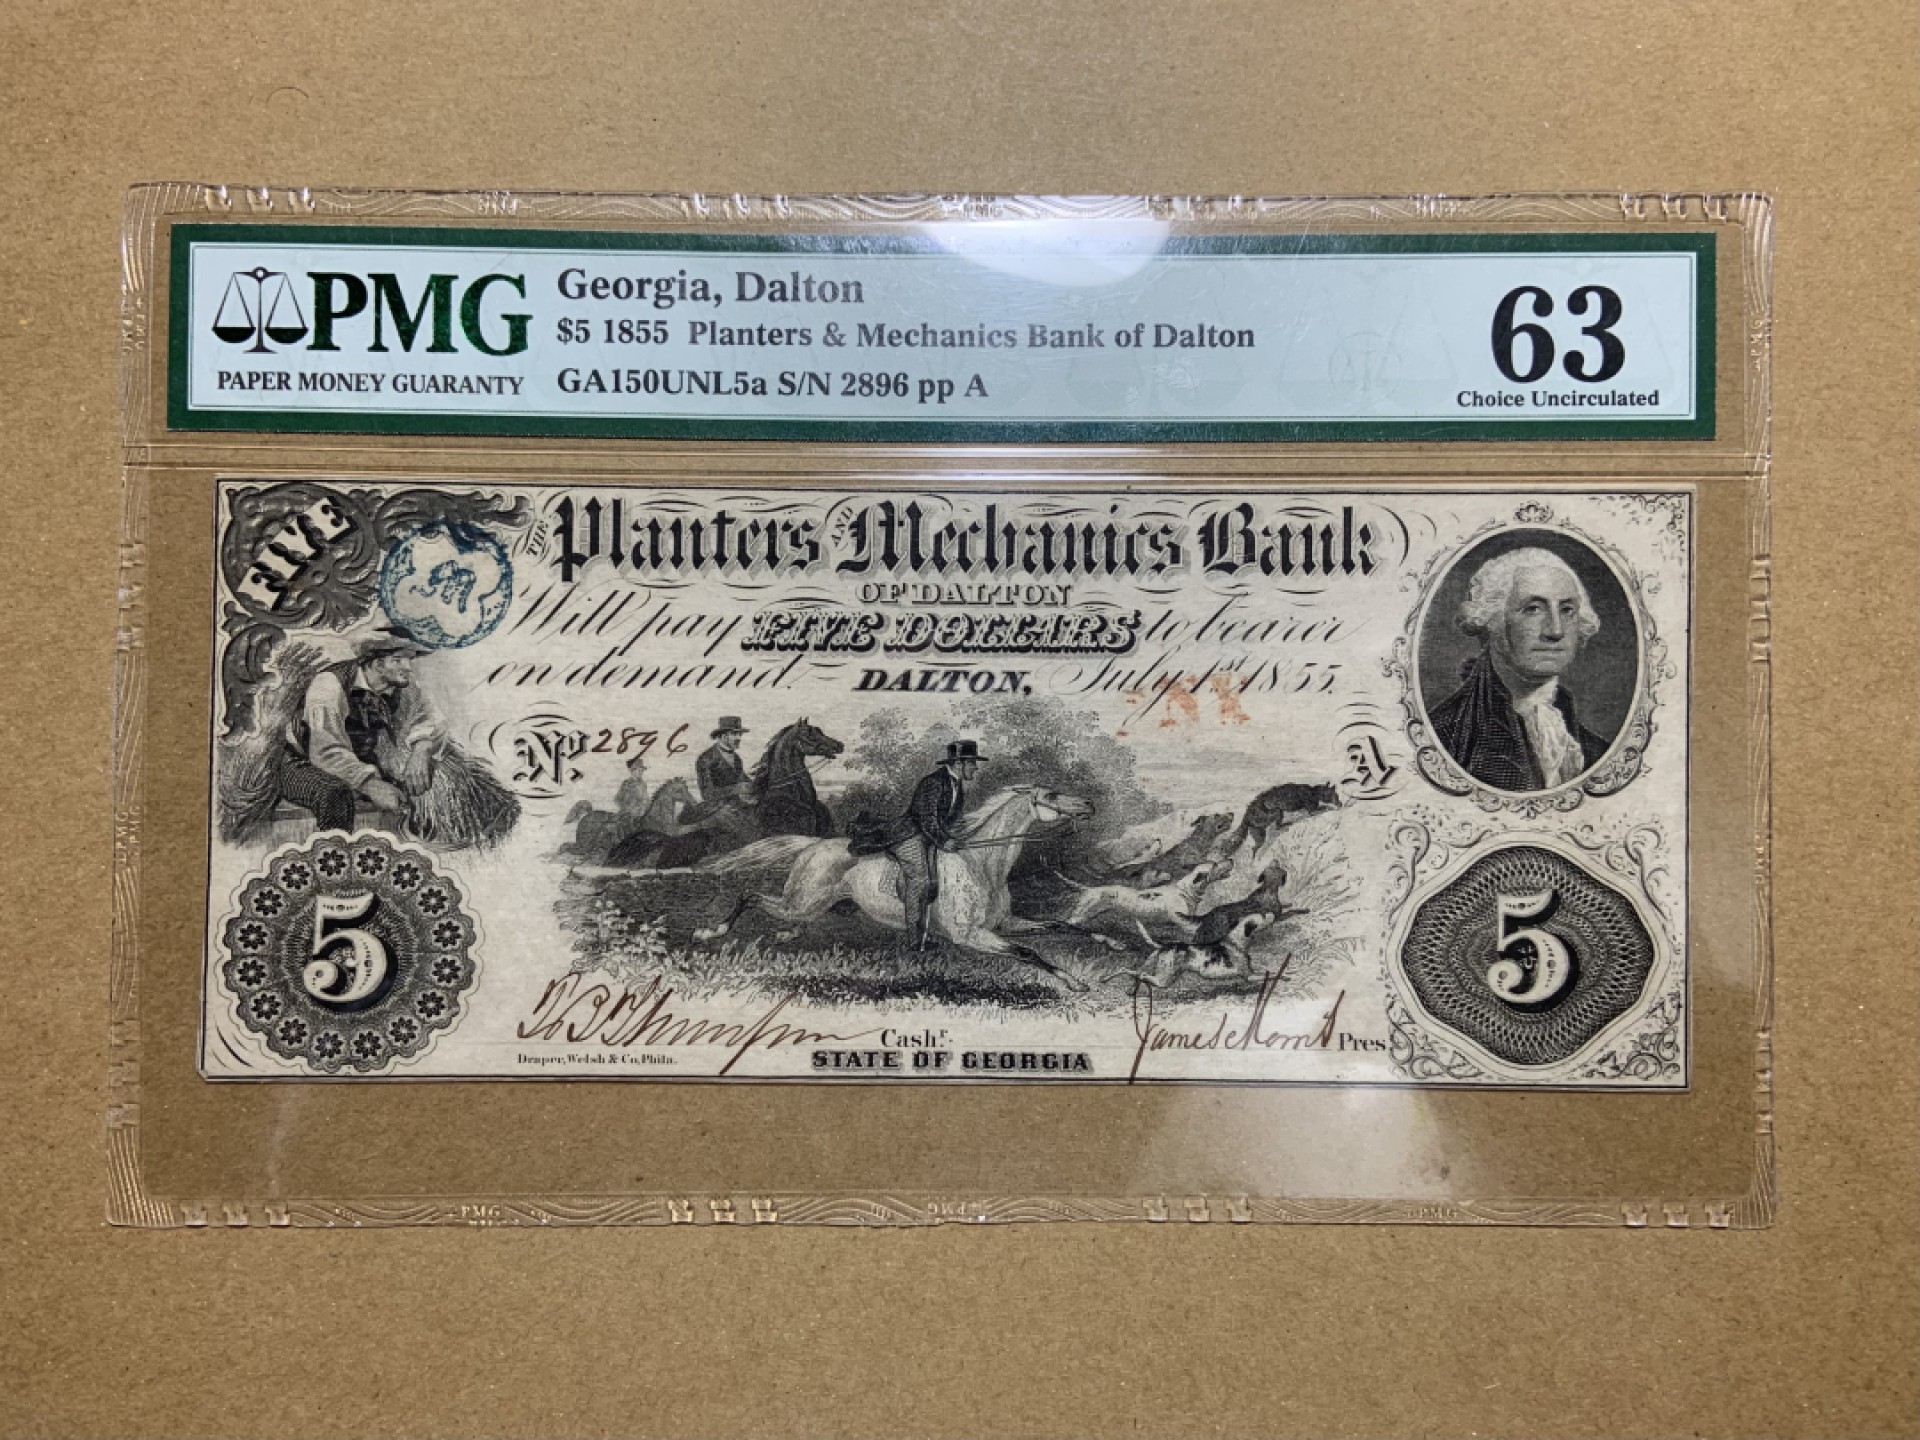 PMG
PAPER MONEY GUARANTY
Georgia, Dalton
$5 1855 Planters & Mechanics Bank of Dalton
GA150UNL5a S/N 2896 pp A
63
Choice Uncirculated
FIVE
THE Planters AND Mechanics Bank
OF DALTON
Will pay FIVE DOLLARS to bearer
on demand. DALTON, July 1st 1855.
No. 2896
A
5
5
Cashr.
Pres
Draper, Welsh & Co, Phila.
STATE OF GEORGIA